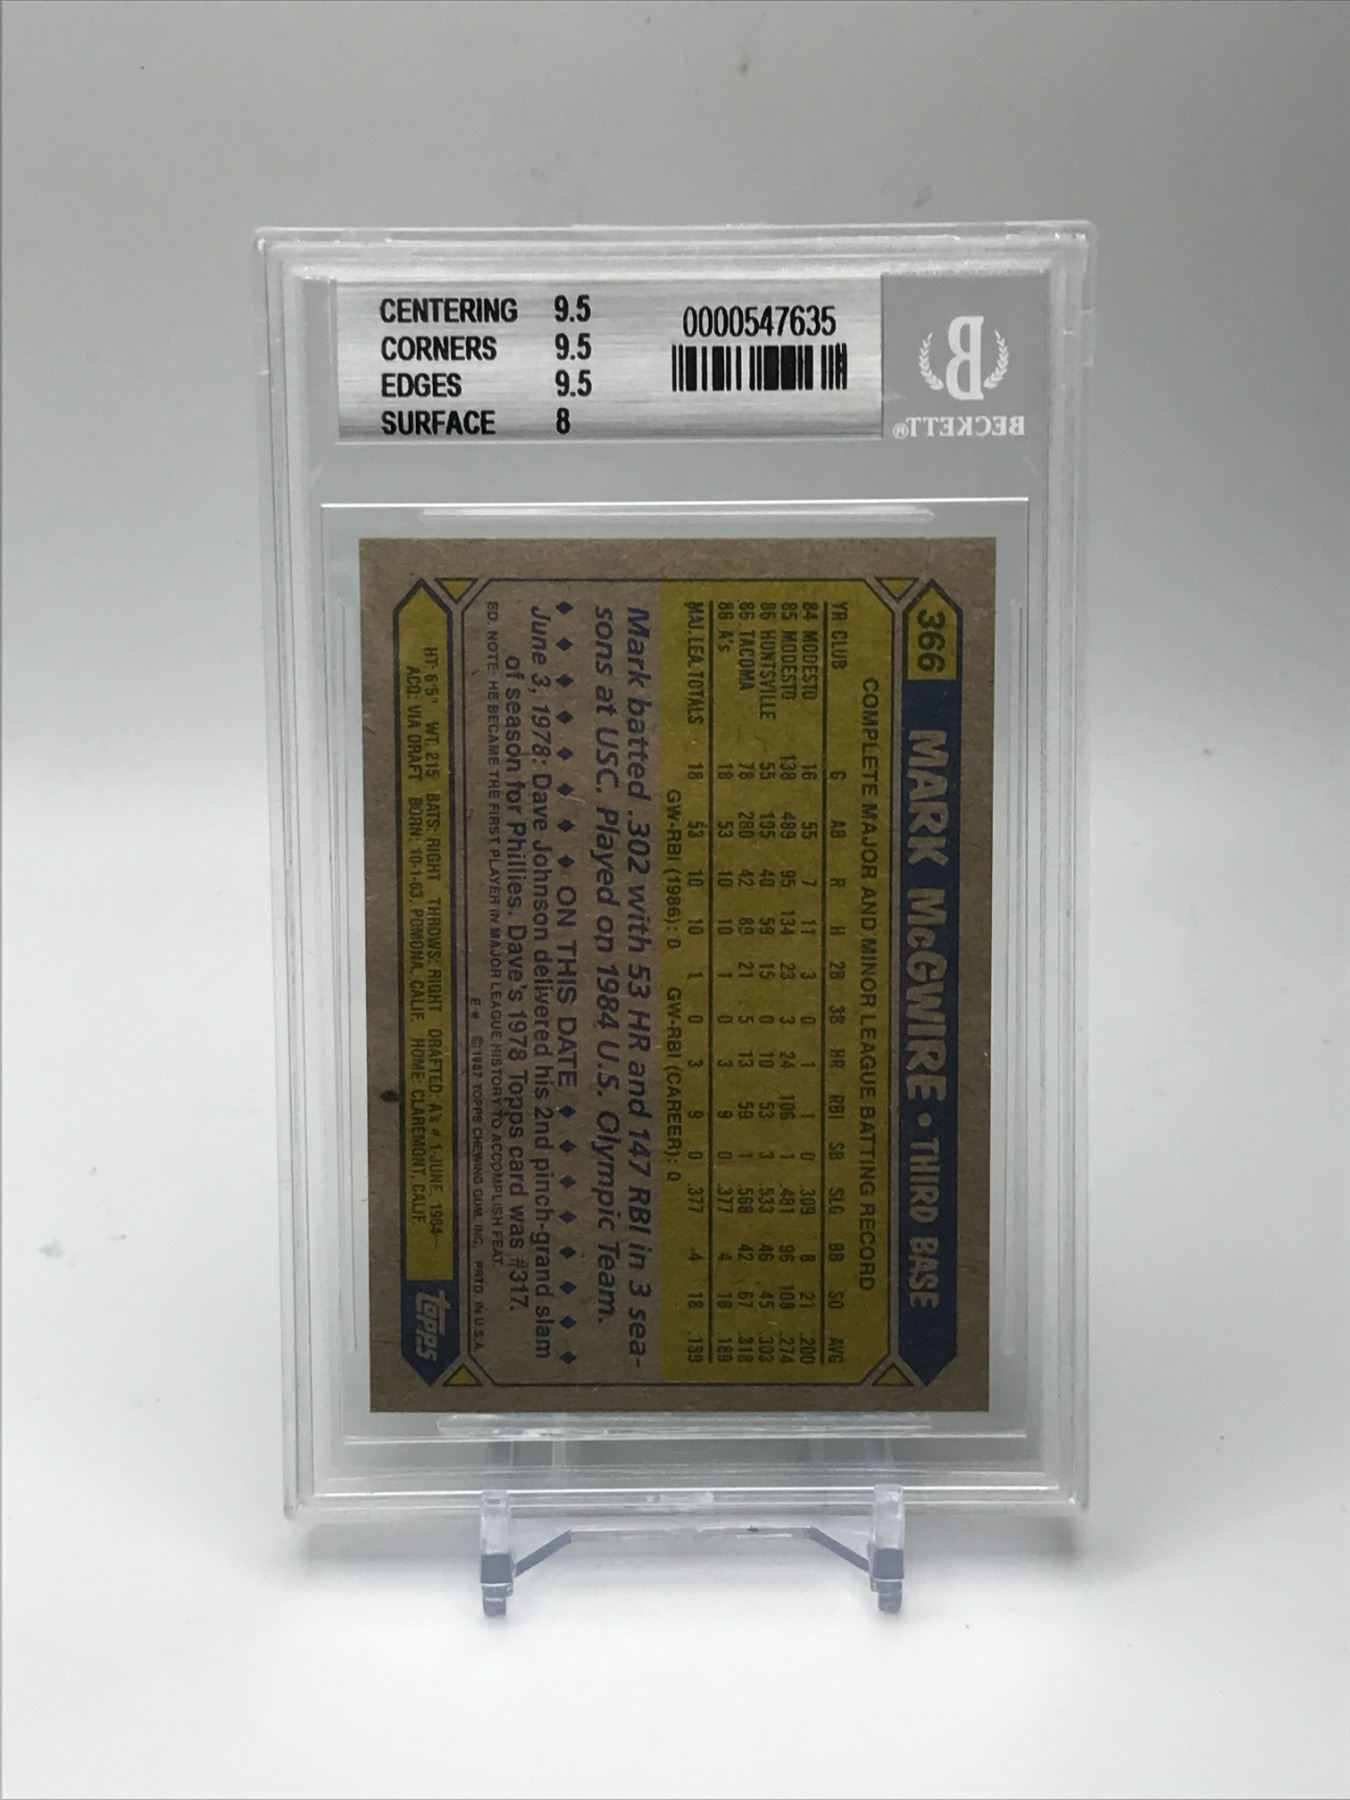 CENTERING 9.5
CORNERS 9.5
EDGES 9.5
SURFACE 8
0000547635
BECKETT
366 MARK McGWIRE • THIRD BASE
COMPLETE MAJOR AND MINOR LEAGUE BATTING RECORD
YR CLUB G AB R H 2B 3B HR RBI SB SLG BB SO AVG
84 MODESTO 16 55 7 11 3 0 1 1 0 .309 8 21 .200
85 MODESTO 138 489 95 134 23 3 24 106 1 .481 96 108 .274
86 HUNTSVILLE 55 195 40 59 15 0 10 53 3 .533 46 45 .303
86 TACOMA 78 280 42 89 21 5 13 59 1 .568 42 67 .318
86 A's 18 53 10 10 1 0 3 9 0 .377 4 18 .189
MAJ. LEA. TOTALS 18 53 10 10 1 0 3 9 0 .377 4 18 .189
GW-RBI (1986): 0 GW-RBI (CAREER): 0
Mark batted .302 with 53 HR and 147 RBI in 3 sea-
sons at USC. Played on 1984 U.S. Olympic Team.
♦ ♦ ♦ ♦ ♦ ♦ ♦ ON THIS DATE ♦ ♦ ♦ ♦ ♦ ♦ ♦ ♦
June 3, 1978: Dave Johnson delivered his 2nd pinch-grand slam
of season for Phillies. Dave's 1978 Topps card was #317.
ED. NOTE: HE BECAME THE FIRST PLAYER IN MAJOR LEAGUE HISTORY TO ACCOMPLISH FEAT.
E * © 1987 TOPPS CHEWING GUM, INC. PRTD. IN U.S.A.
HT: 6'5" WT: 215 BATS: RIGHT THROWS: RIGHT DRAFTED: A's #1-JUNE, 1984—
ACQ: VIA DRAFT BORN: 10-1-63, POMONA, CALIF. HOME: CLAREMONT, CALIF.
TOPPS